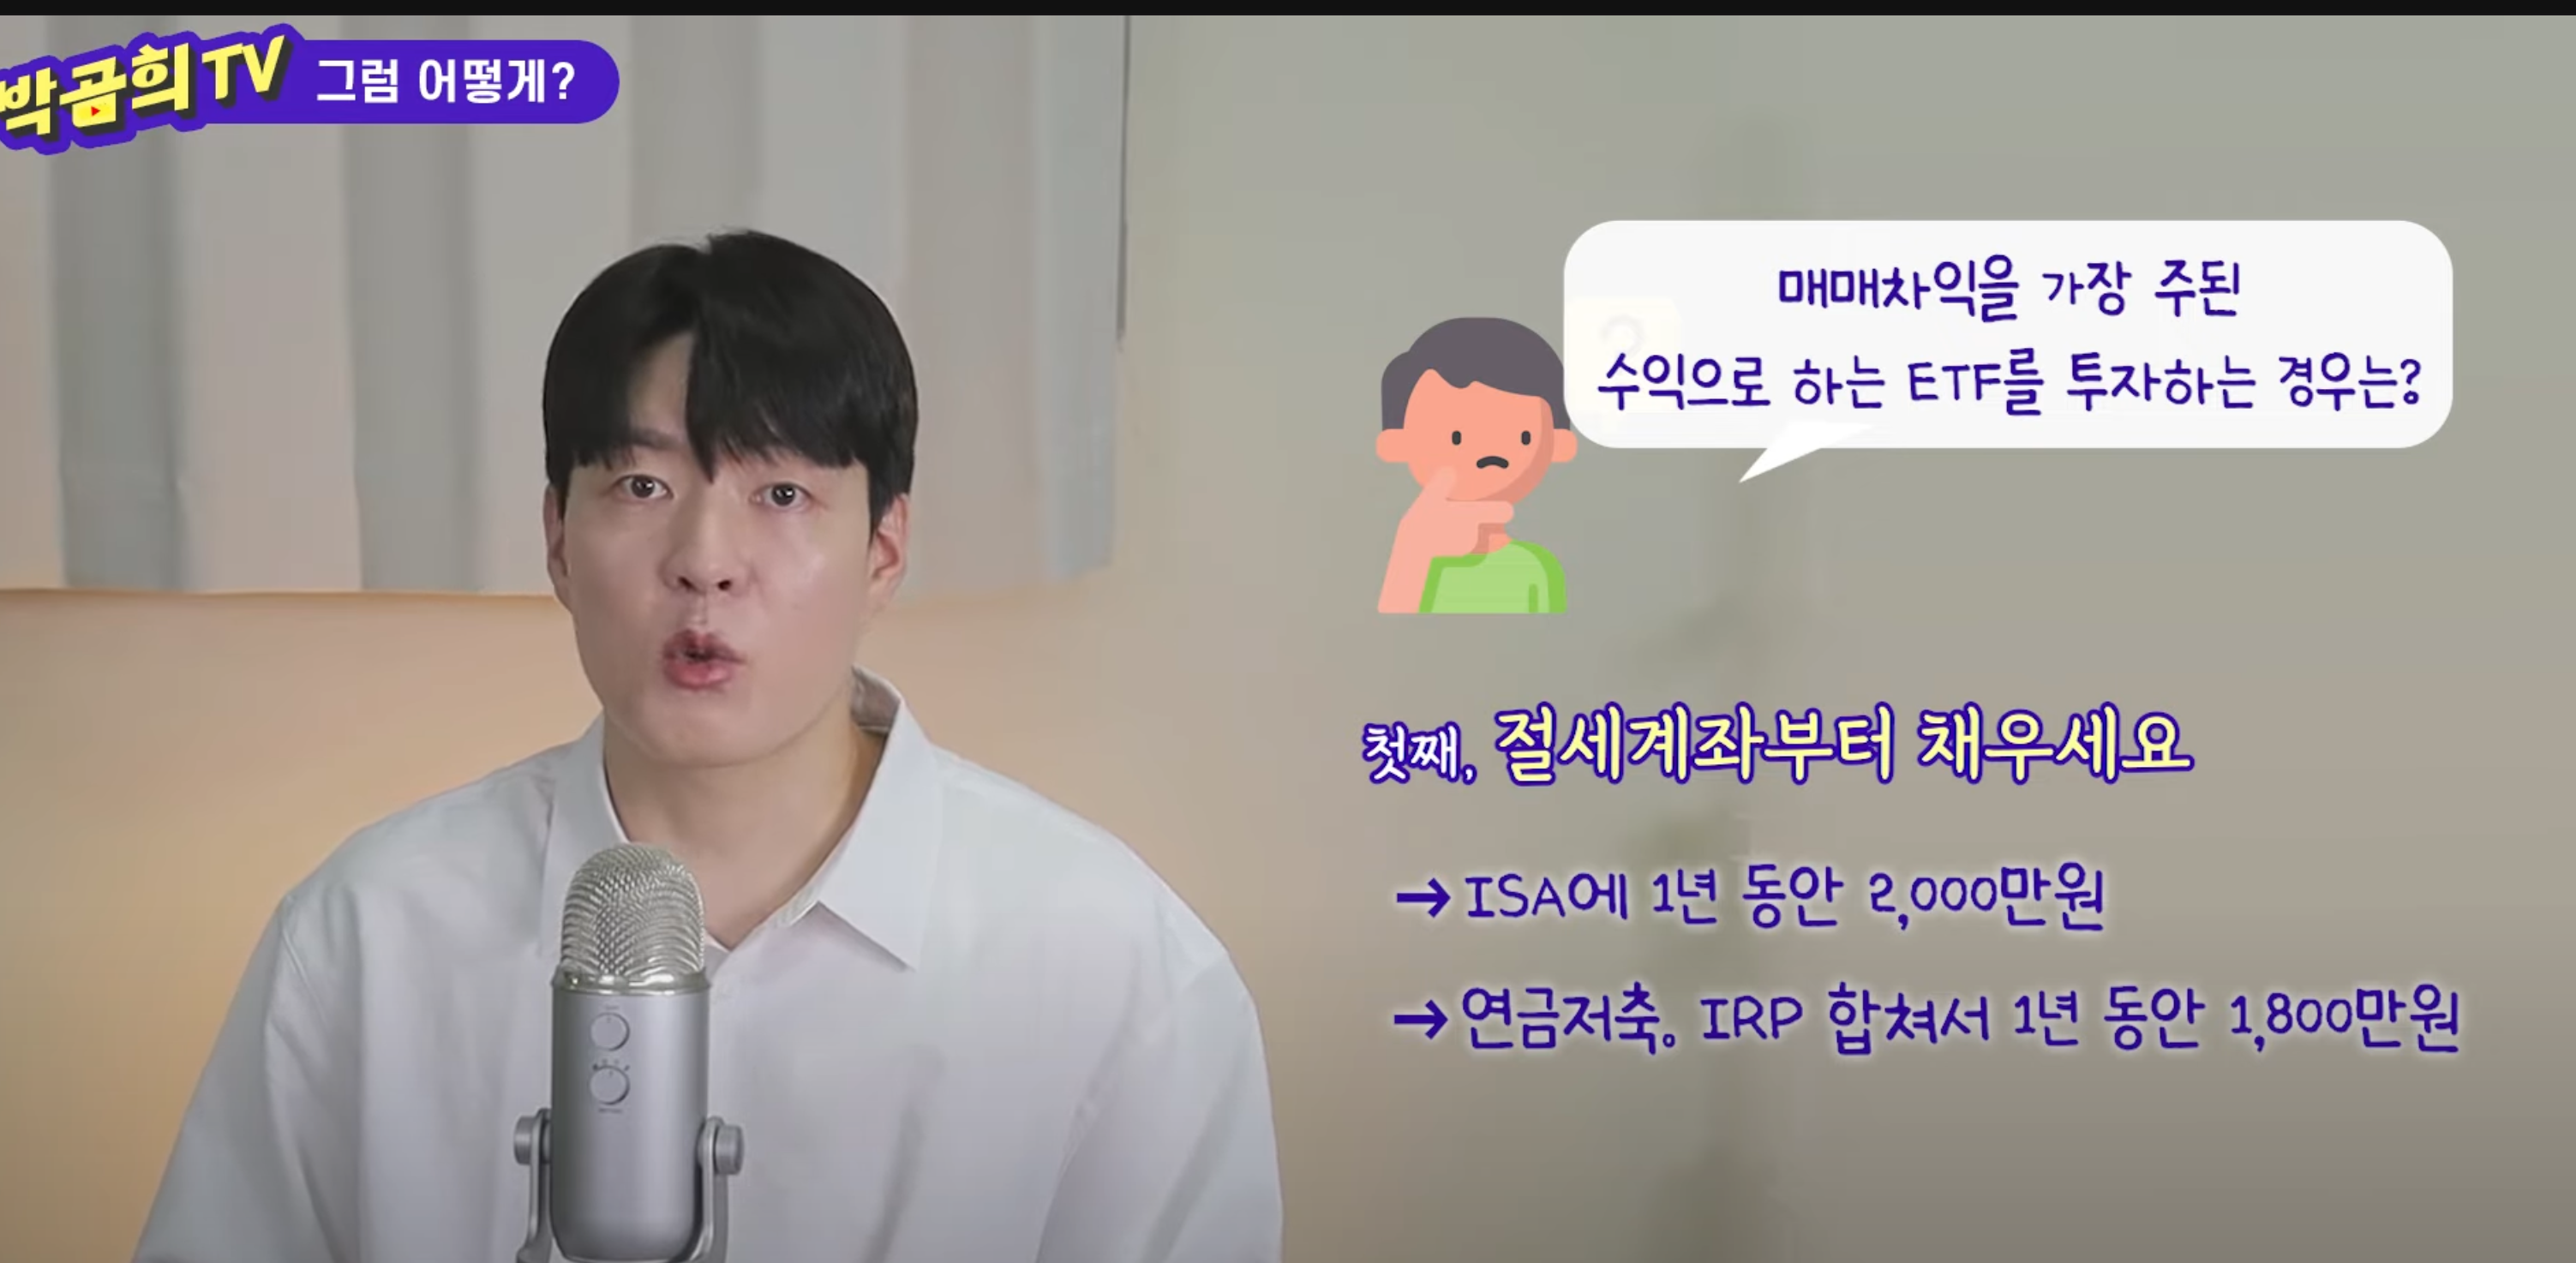 박곰희TV 그럼 어떻게?
매매차익을 가장 주된
수익으로 하는 ETF를 투자하는 경우는?
첫째, 절세계좌부터 채우세요
→ ISA에 1년 동안 2,000만원
→ 연금저축。 IRP 합쳐서 1년 동안 1,800만원